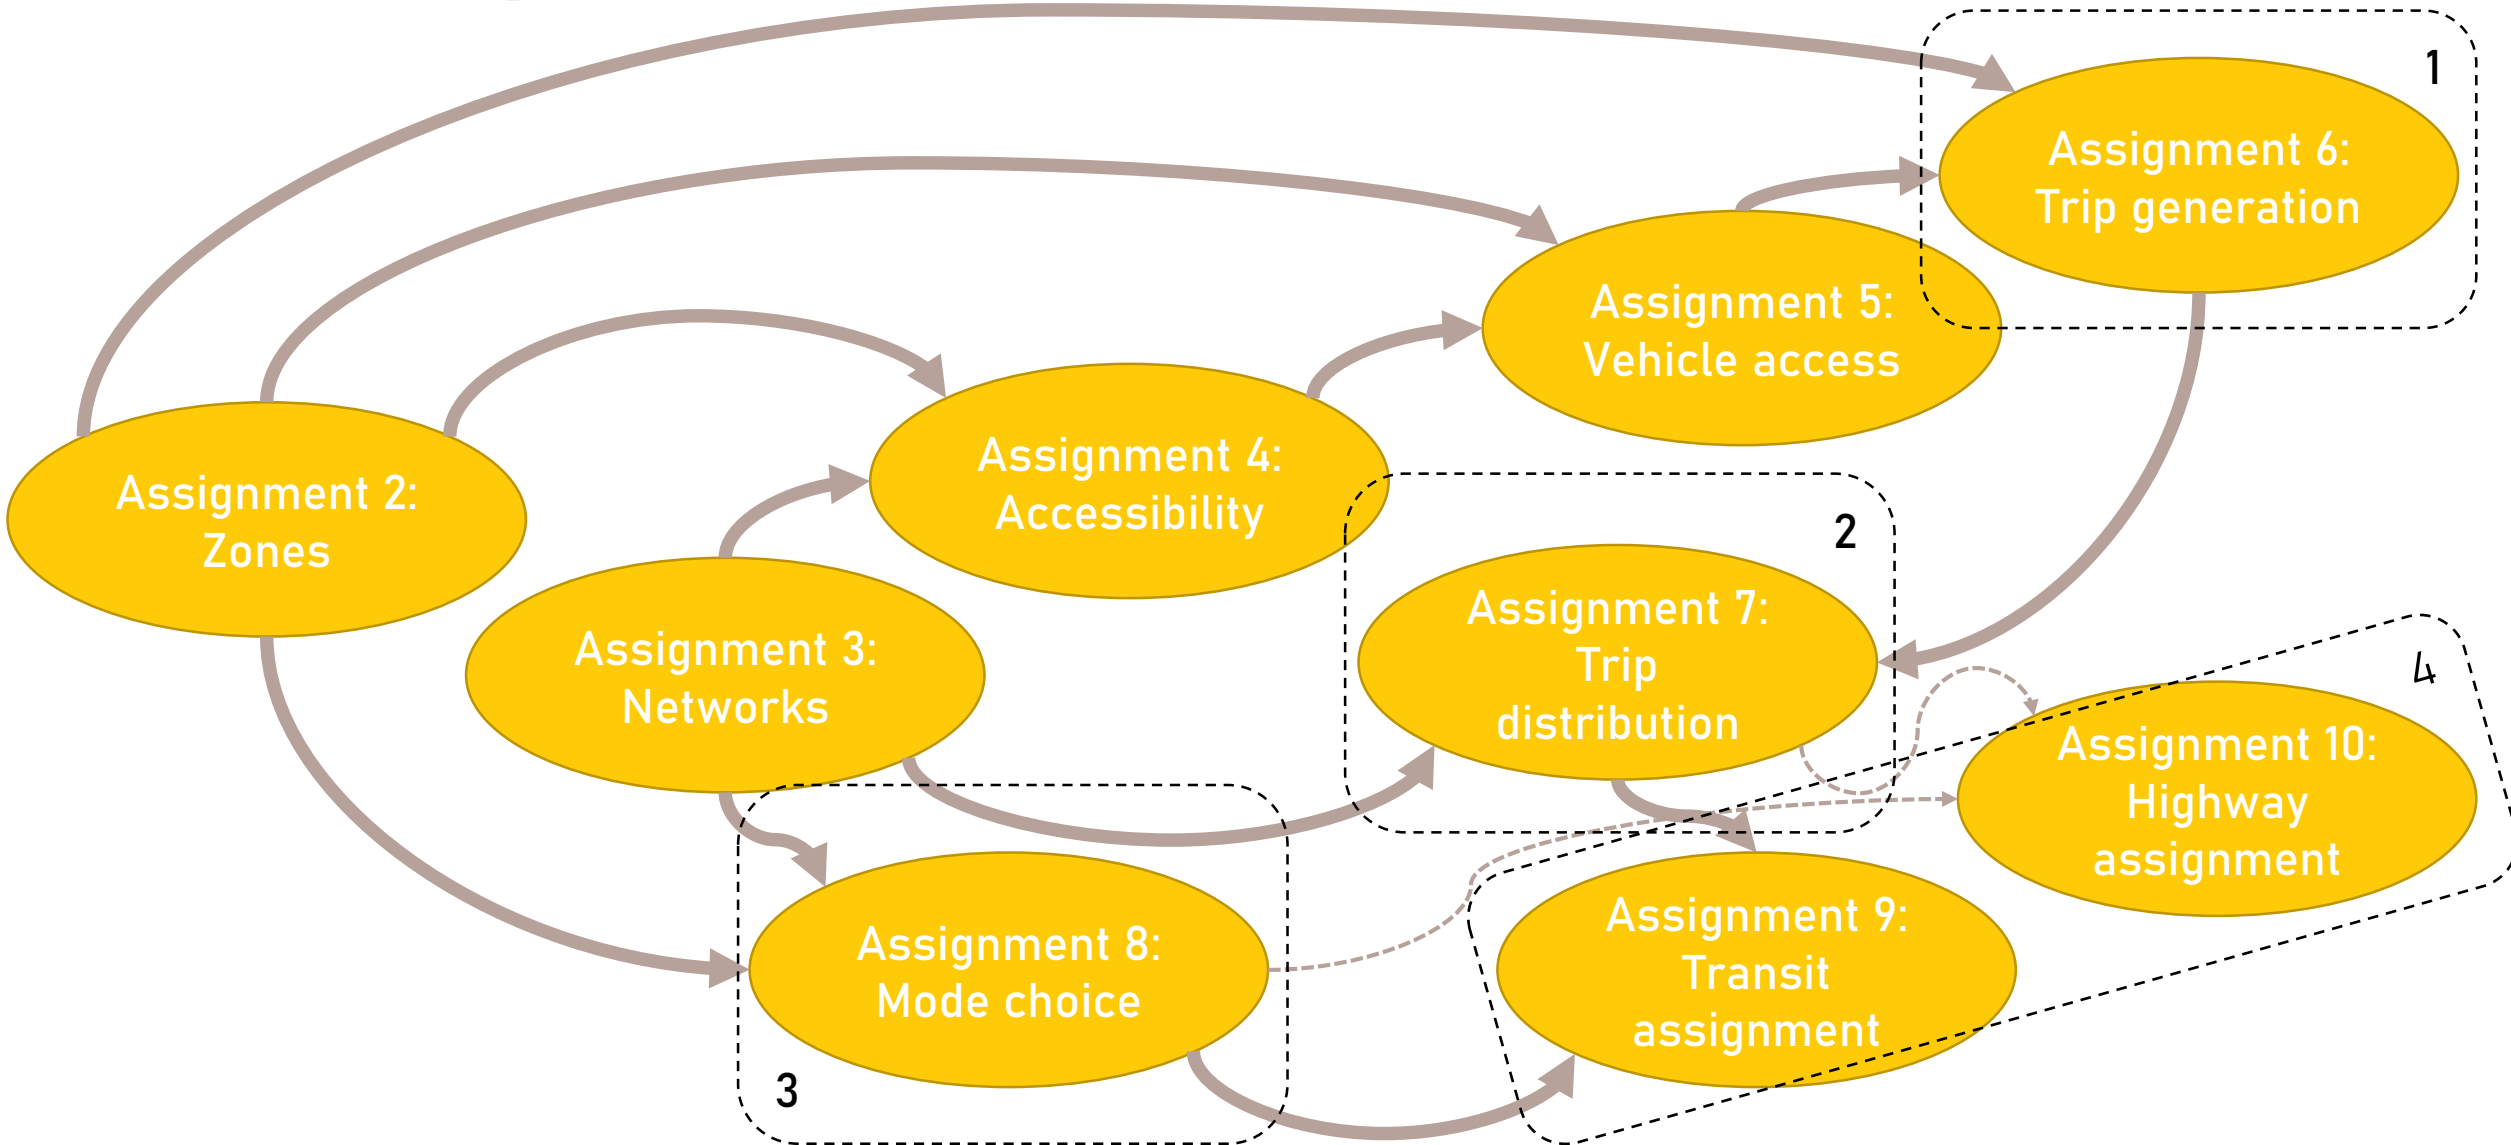 1
Assignment 6:
Trip generation
Assignment 5:
Vehicle access
Assignment 4:
Accessibility
Assignment 2:
Zones
2
Assignment 3:
Networks
Assignment 7:
Trip
distribution
4
Assignment 10:
Highway
assignment
Assignment 8:
Mode choice
Assignment 9:
Transit
assignment
3